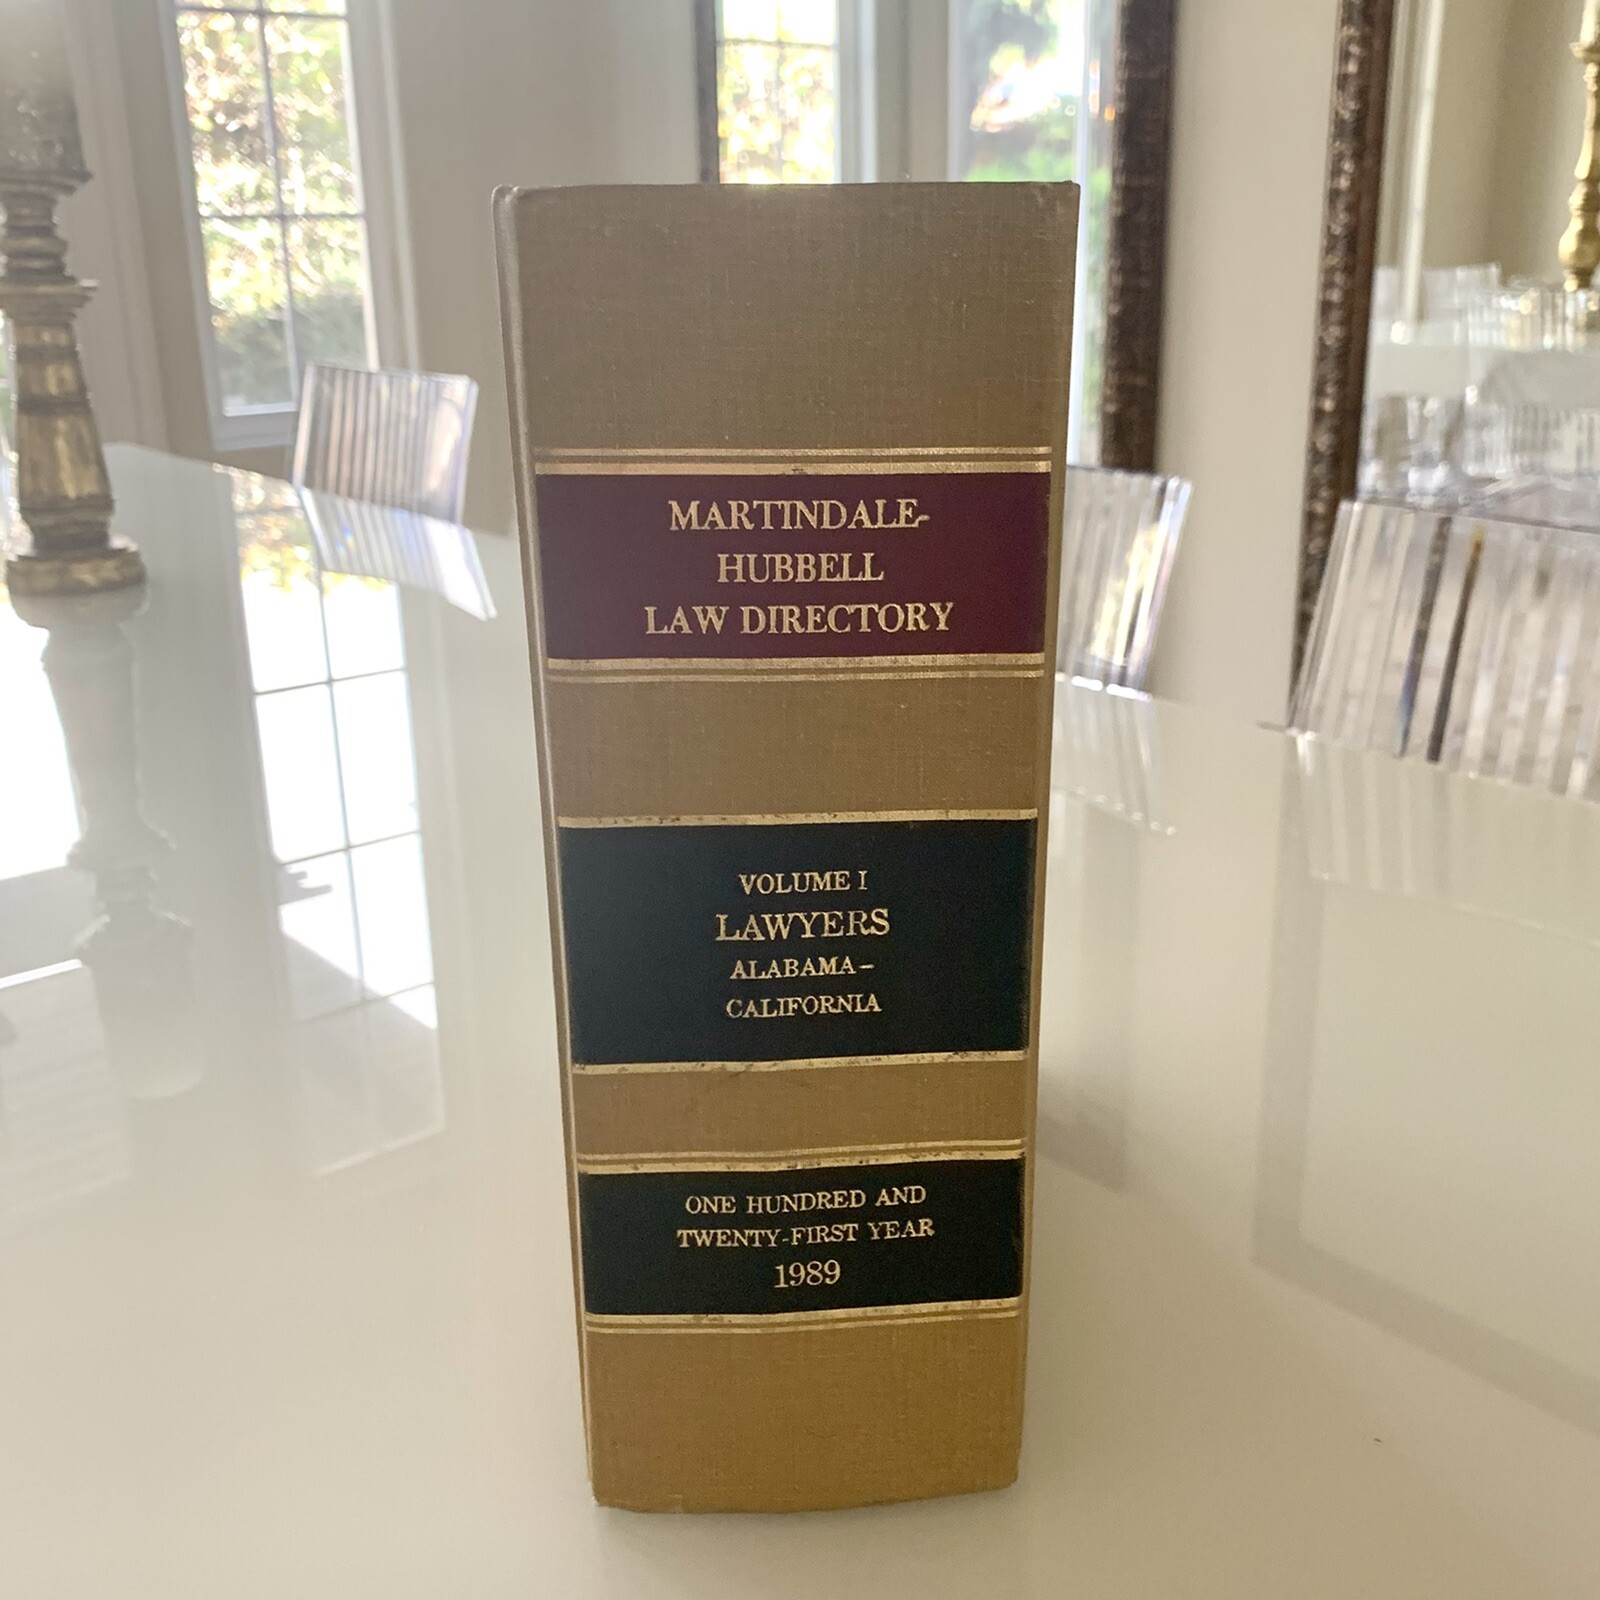 MARTINDALE-
HUBBELL
LAW DIRECTORY
VOLUME I
LAWYERS
ALABAMA–
CALIFORNIA
ONE HUNDRED AND
TWENTY-FIRST YEAR
1989